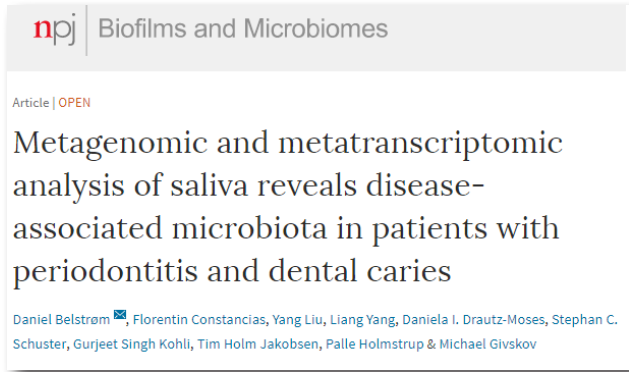 npj | Biofilms and Microbiomes
Article | OPEN
Metagenomic and metatranscriptomic
analysis of saliva reveals disease-
associated microbiota in patients with
periodontitis and dental caries
Daniel Belstrøm, Florentin Constancias, Yang Liu, Liang Yang, Daniela I. Drautz-Moses, Stephan C.
Schuster, Gurjeet Singh Kohli, Tim Holm Jakobsen, Palle Holmstrup & Michael Givskov